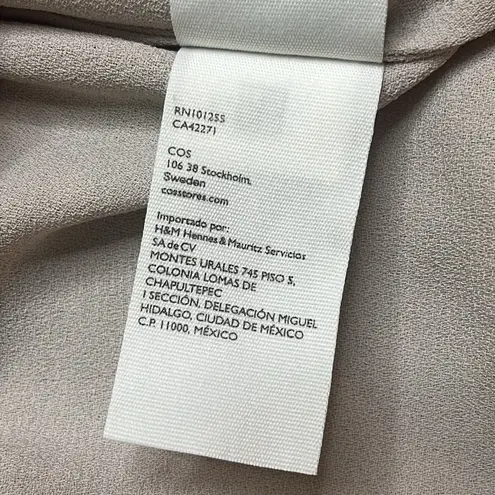 RN101255
CA42271
COS
106 38 Stockholm,
Sweden
cosstores.com
Importado por:
H&M Hennes & Mauritz Servicios
SA de CV
MONTES URALES 745 PISO 5,
COLONIA LOMAS DE
CHAPULTEPEC
I SECCIÓN, DELEGACIÓN MIGUEL
HIDALGO, CIUDAD DE MÉXICO
C.P. 11000, MÉXICO